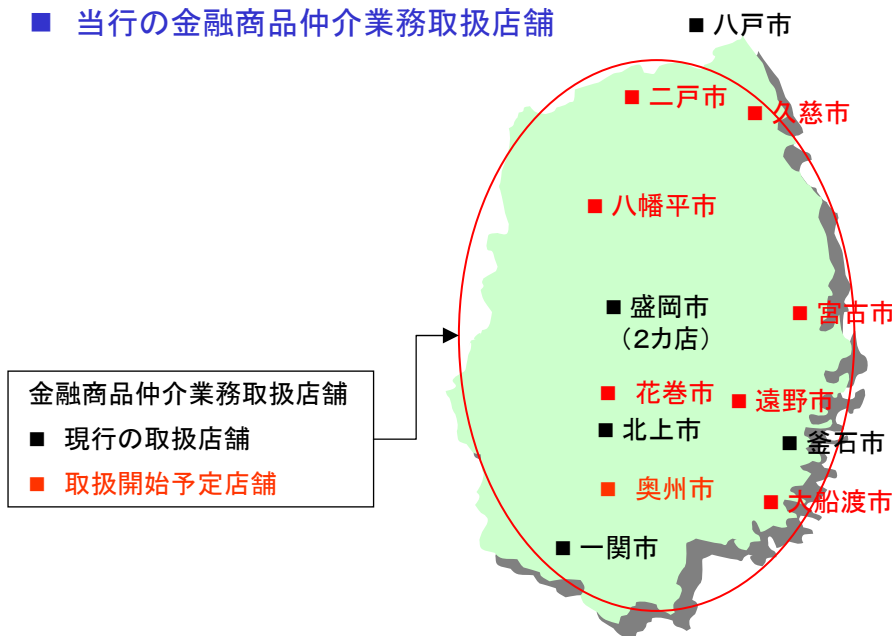 ■ 当行の金融商品仲介業務取扱店舗
■ 八戸市
■ 二戸市
■ 久慈市
■ 八幡平市
■ 盛岡市
（２カ店）
■ 宮古市
金融商品仲介業務取扱店舗
■ 現行の取扱店舗
■ 取扱開始予定店舗
■ 花巻市
■ 遠野市
■ 北上市
■ 釜石市
■ 奥州市
■ 大船渡市
■ 一関市